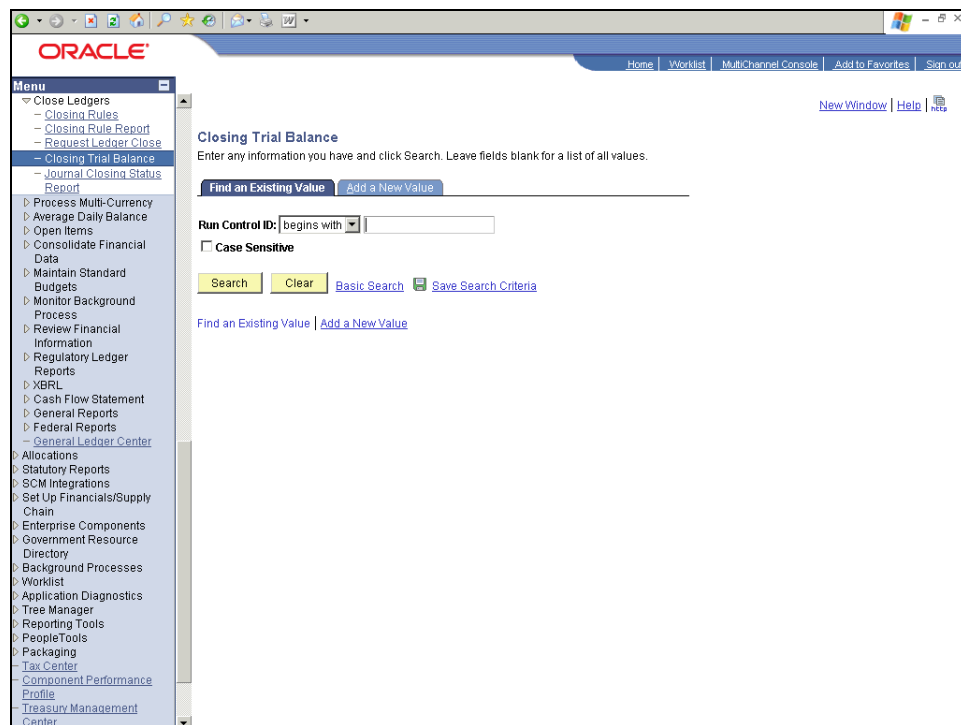 ORACLE'
Home | Worklist | MultiChannel Console | Add to Favorites | Sign out
Menu
Close Ledgers
– Closing Rules
– Closing Rule Report
– Request Ledger Close
– Closing Trial Balance
– Journal Closing Status
Report
Process Multi-Currency
Average Daily Balance
Open Items
Consolidate Financial
Data
Maintain Standard
Budgets
Monitor Background
Process
Review Financial
Information
Regulatory Ledger
Reports
XBRL
Cash Flow Statement
General Reports
Federal Reports
– General Ledger Center
Allocations
Statutory Reports
SCM Integrations
Set Up Financials/Supply
Chain
Enterprise Components
Government Resource
Directory
Background Processes
Worklist
Application Diagnostics
Tree Manager
Reporting Tools
PeopleTools
Packaging
– Tax Center
– Component Performance
Profile
– Treasury Management
Center
New Window | Help | http
Closing Trial Balance
Enter any information you have and click Search. Leave fields blank for a list of all values.
Find an Existing Value
Add a New Value
Run Control ID: begins with
Case Sensitive
Search
Clear
Basic Search
Save Search Criteria
Find an Existing Value | Add a New Value